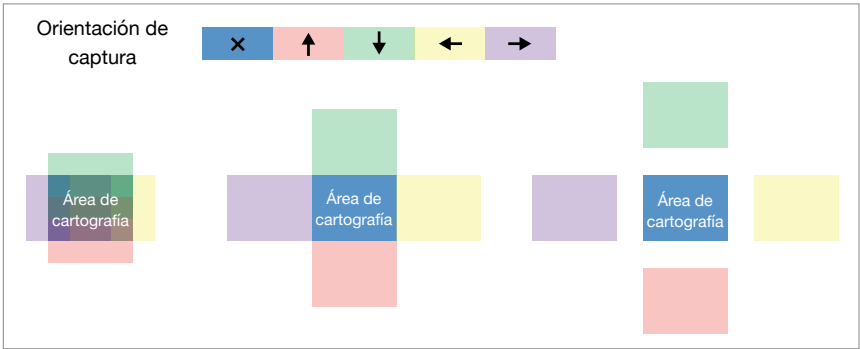 Orientación de
captura
Área de
cartografía
Área de
cartografía
Área de
cartografía